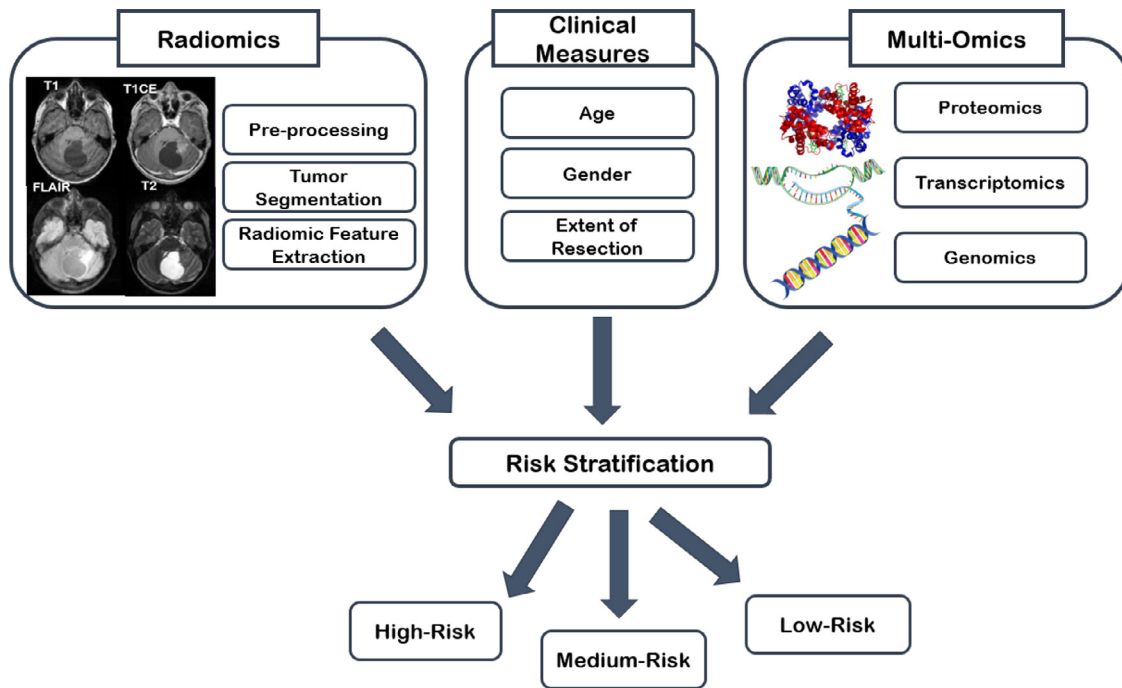 Radiomics
T1
T1CE
FLAIR
T2
Pre-processing
Tumor
Segmentation
Radiomic Feature
Extraction
Clinical
Measures
Age
Gender
Extent of
Resection
Multi-Omics
Proteomics
Transcriptomics
Genomics
Risk Stratification
High-Risk
Medium-Risk
Low-Risk